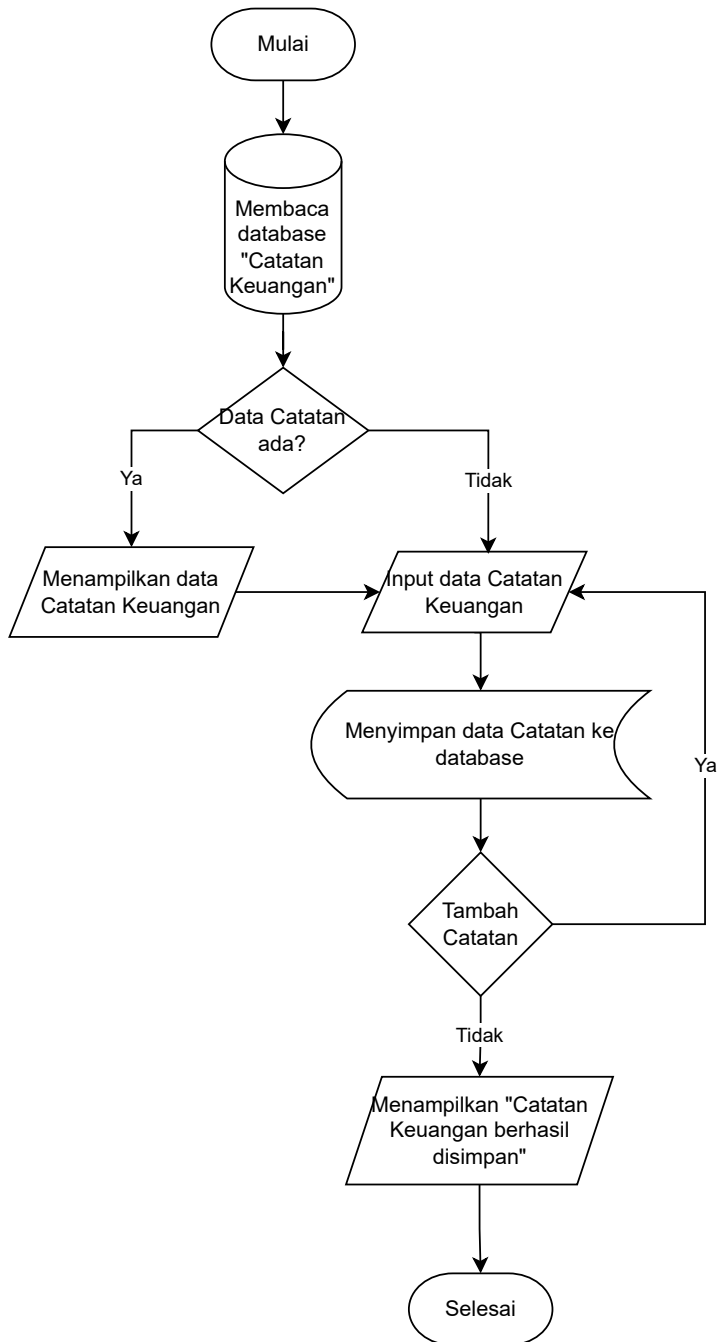 Mulai
Membaca
database
"Catatan
Keuangan"
Data Catatan
ada?
Ya
Tidak
Menampilkan data
Catatan Keuangan
Input data Catatan
Keuangan
Menyimpan data Catatan ke
database
Ya
Tambah
Catatan
Tidak
Menampilkan "Catatan
Keuangan berhasil
disimpan"
Selesai